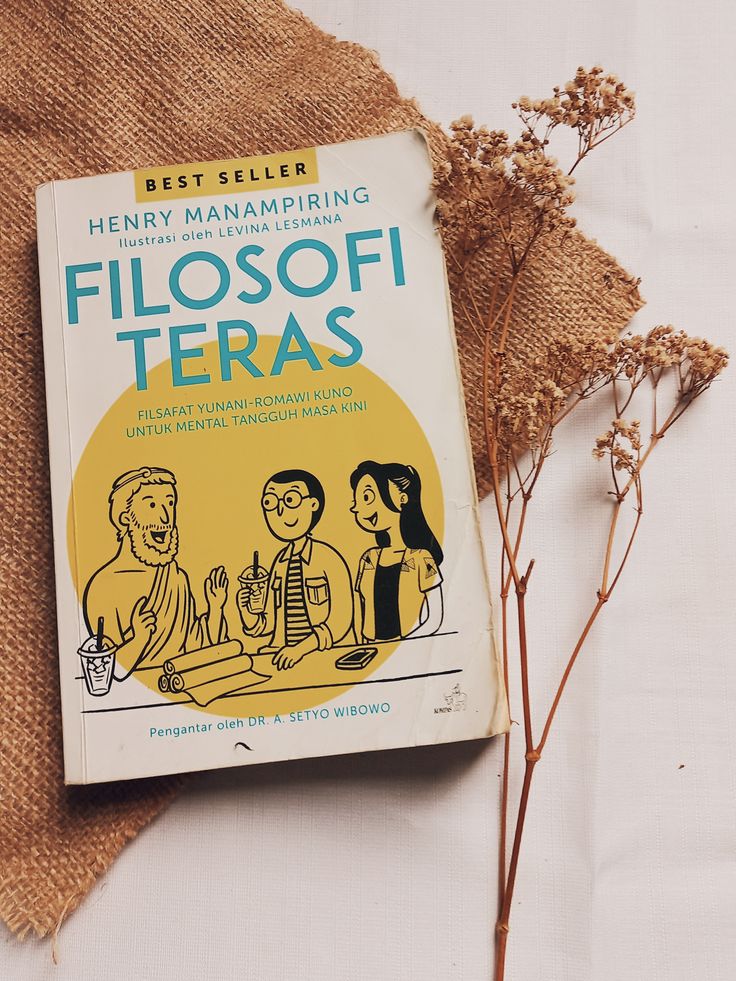 BEST SELLER
HENRY MANAMPIRING
Ilustrasi oleh LEVINA LESMANA
FILOSOFI
TERAS
FILSAFAT YUNANI-ROMAWI KUNO
UNTUK MENTAL TANGGUH MASA KINI
Pengantar oleh DR. A. SETYO WIBOWO
KOMPAS